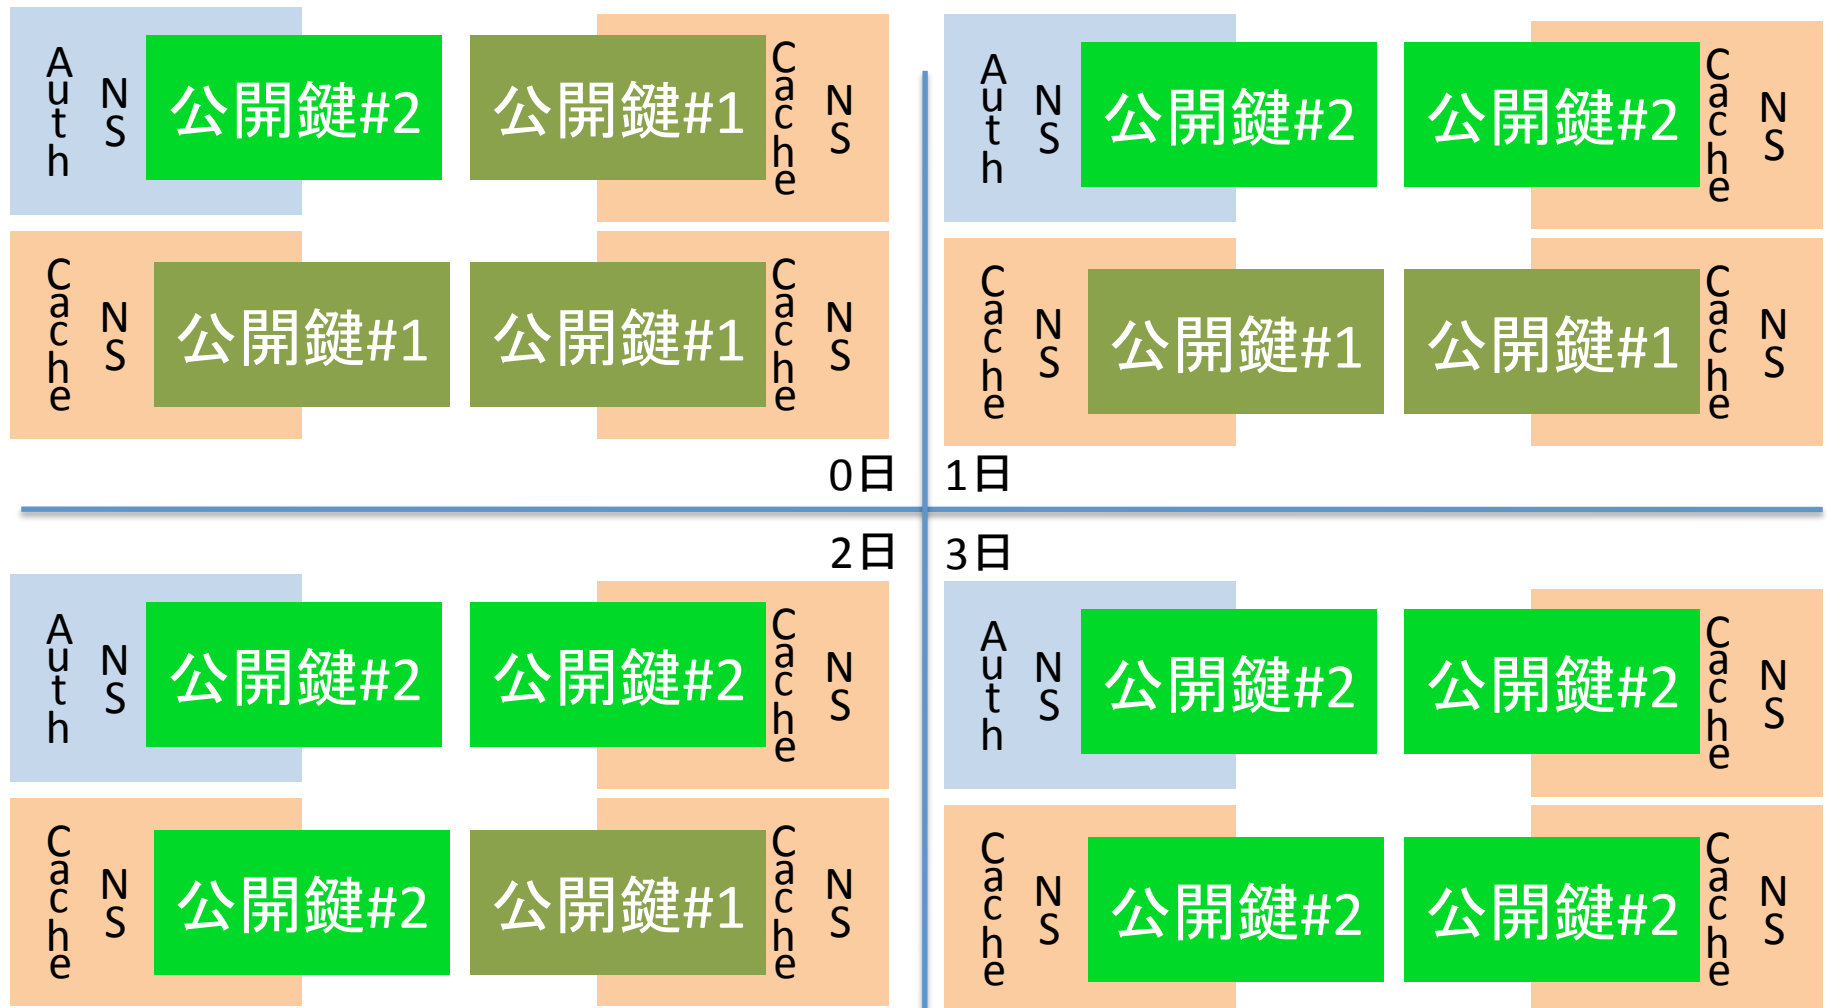 Auth NS 公開鍵#2 公開鍵#1 Cache NS
Cache NS 公開鍵#1 公開鍵#1 Cache NS
0日
Auth NS 公開鍵#2 公開鍵#2 Cache NS
Cache NS 公開鍵#1 公開鍵#1 Cache NS
1日
2日
Auth NS 公開鍵#2 公開鍵#2 Cache NS
Cache NS 公開鍵#2 公開鍵#1 Cache NS
3日
Auth NS 公開鍵#2 公開鍵#2 Cache NS
Cache NS 公開鍵#2 公開鍵#2 Cache NS